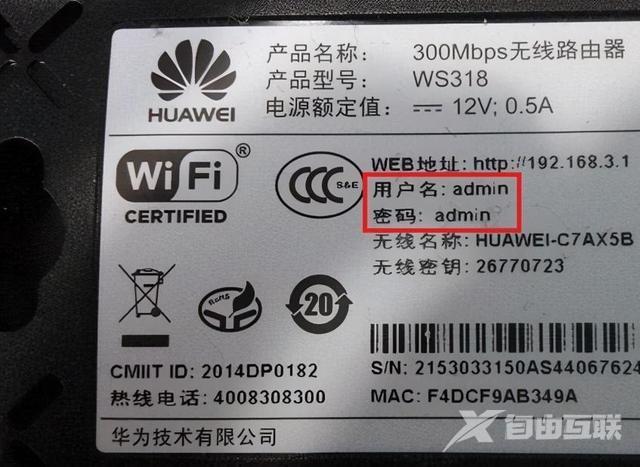 HUAWEI
产品名称: 300Mbps无线路由器
产品型号: WS318
电源额定值: ⎓ 12V; 0.5A
WiFi®
CERTIFIED
CCC S&E
WEB地址: http://192.168.3.1
用户名: admin
密码: admin
无线名称: HUAWEI-C7AX5B
无线密钥: 26770723
RoHS
20
CMIIT ID: 2014DP0182
热线电话: 4008308300
S/N: 2153033150AS44067624
MAC: F4DCF9AB349A
华为技术有限公司
自由互联